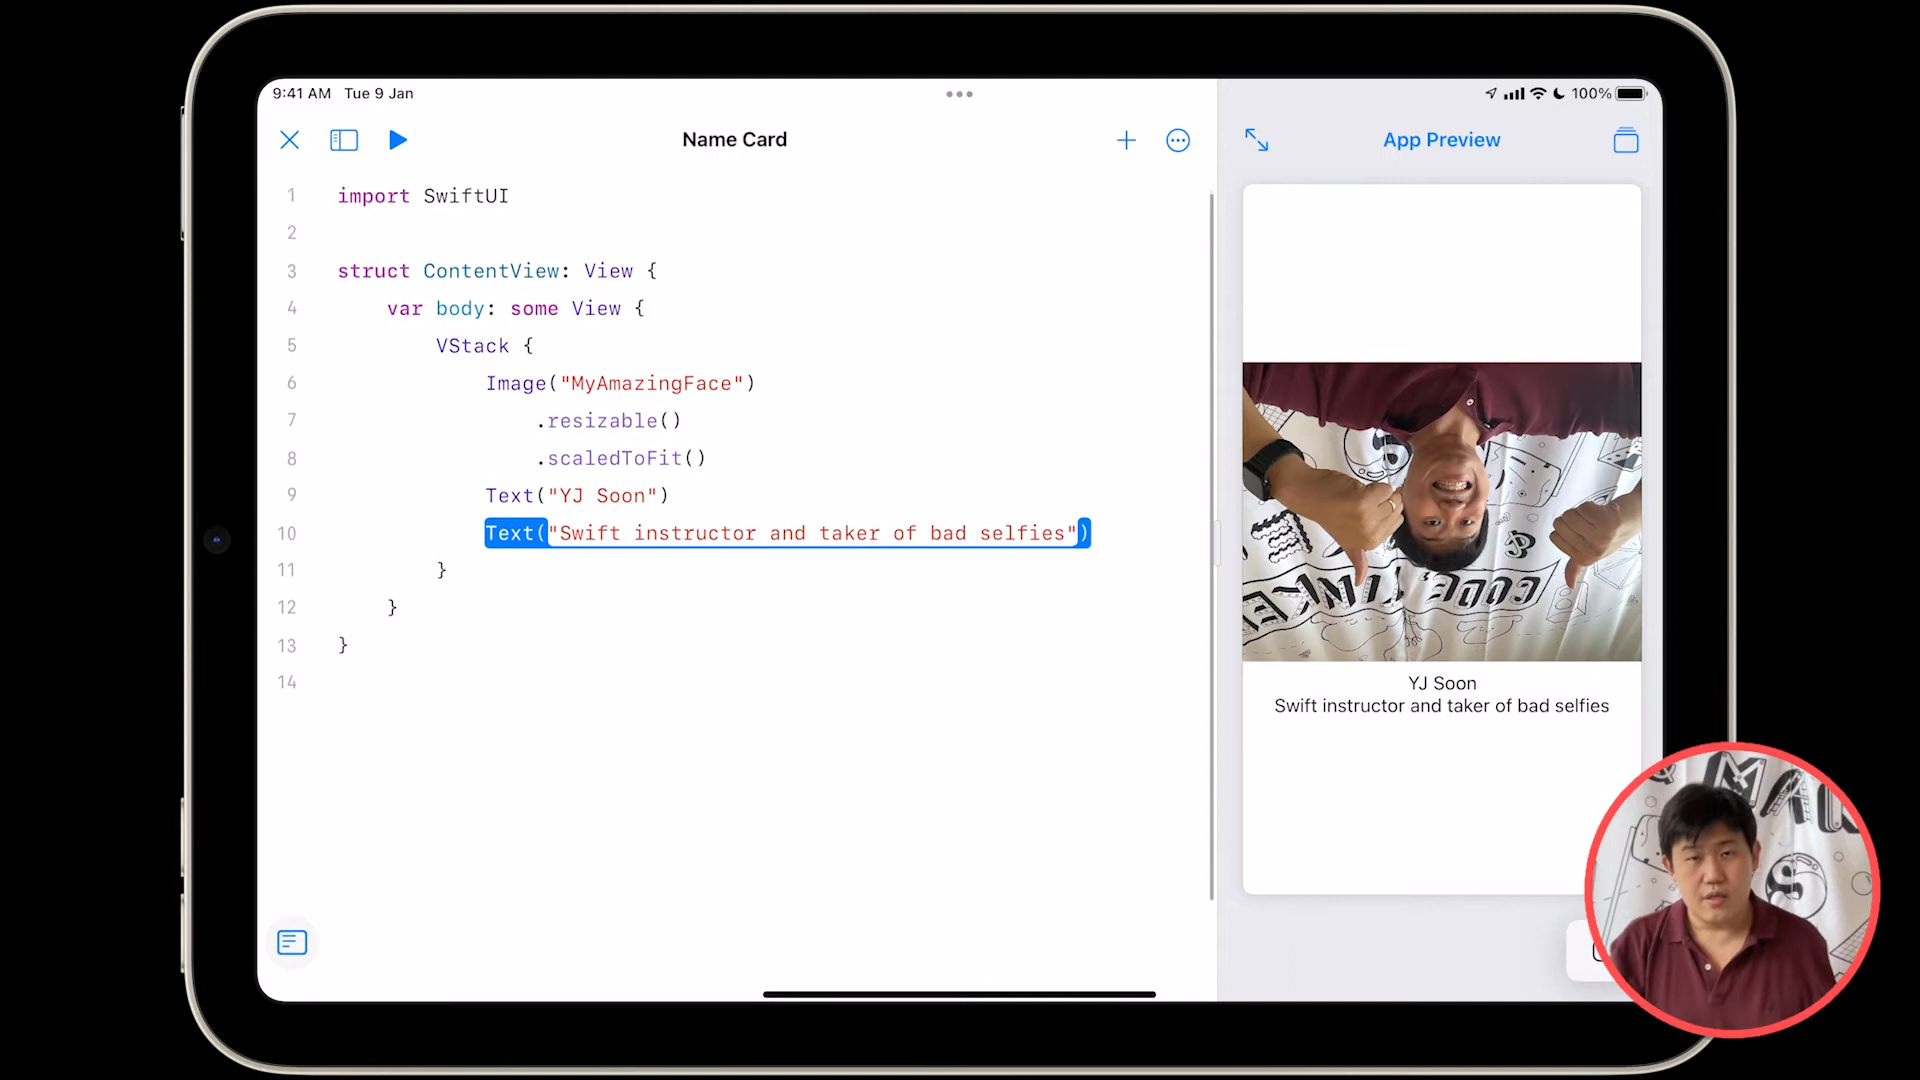 9:41 AM Tue 9 Jan
100%
Name Card
App Preview
1 import SwiftUI
2
3 struct ContentView: View {
4 var body: some View {
5 VStack {
6 Image("MyAmazingFace")
7 .resizable()
8 .scaledToFit()
9 Text("YJ Soon")
10 Text("Swift instructor and taker of bad selfies")
11 }
12 }
13 }
14
YJ Soon
Swift instructor and taker of bad selfies